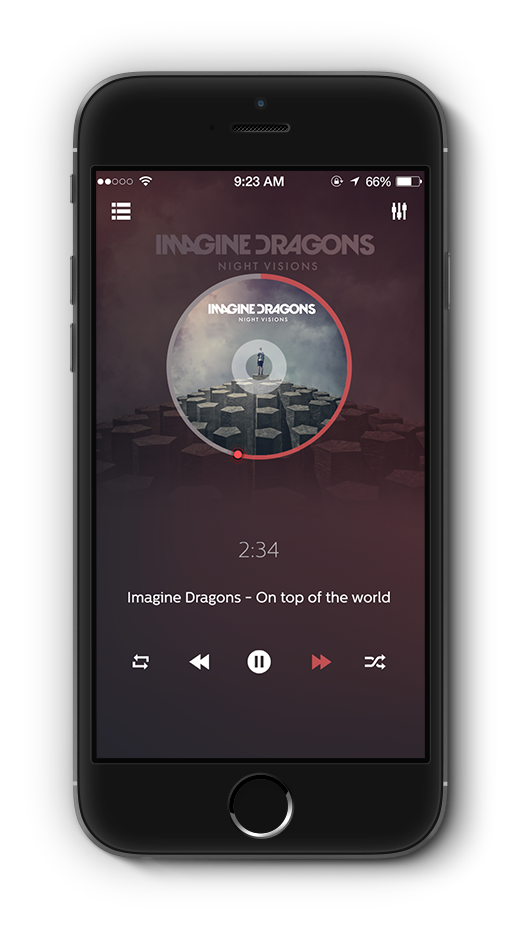 9:23 AM
66%
IMAGINE DRAGONS
NIGHT VISIONS
IMAGINE DRAGONS
NIGHT VISIONS
2:34
Imagine Dragons - On top of the world